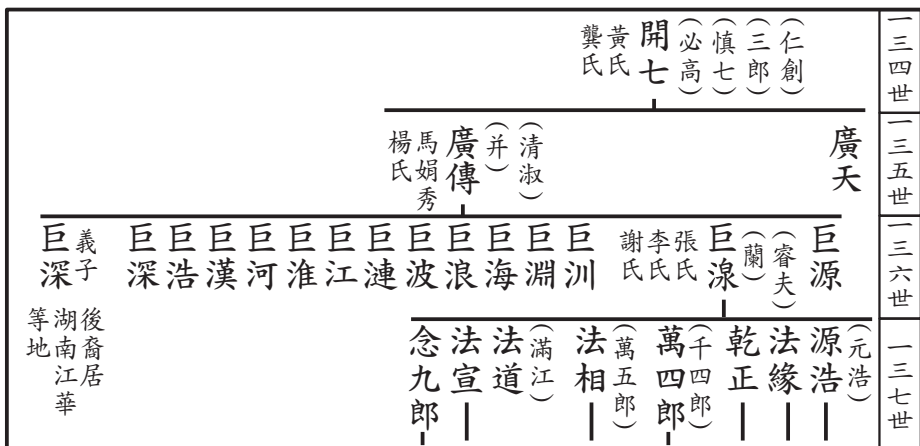 一三四世
(仁創)
(三郎)
(慎七)
(必高)
開七
黃氏
龔氏
一三五世
廣天
(清淑)
(并)
廣傳
馬娟秀
楊氏
一三六世
巨源
(睿夫)
(蘭)
巨湶
張氏
李氏
謝氏
巨汌
巨淵
巨海
巨浪
巨波
巨漣
巨江
巨淮
巨河
巨漢
巨浩
巨深
義子
巨深
後裔居
湖南江華
等地
一三七世
(元浩)
源浩
法緣
乾正
(千四郎)
萬四郎
(萬五郎)
法相
(滿江)
法道
法宣
念九郎